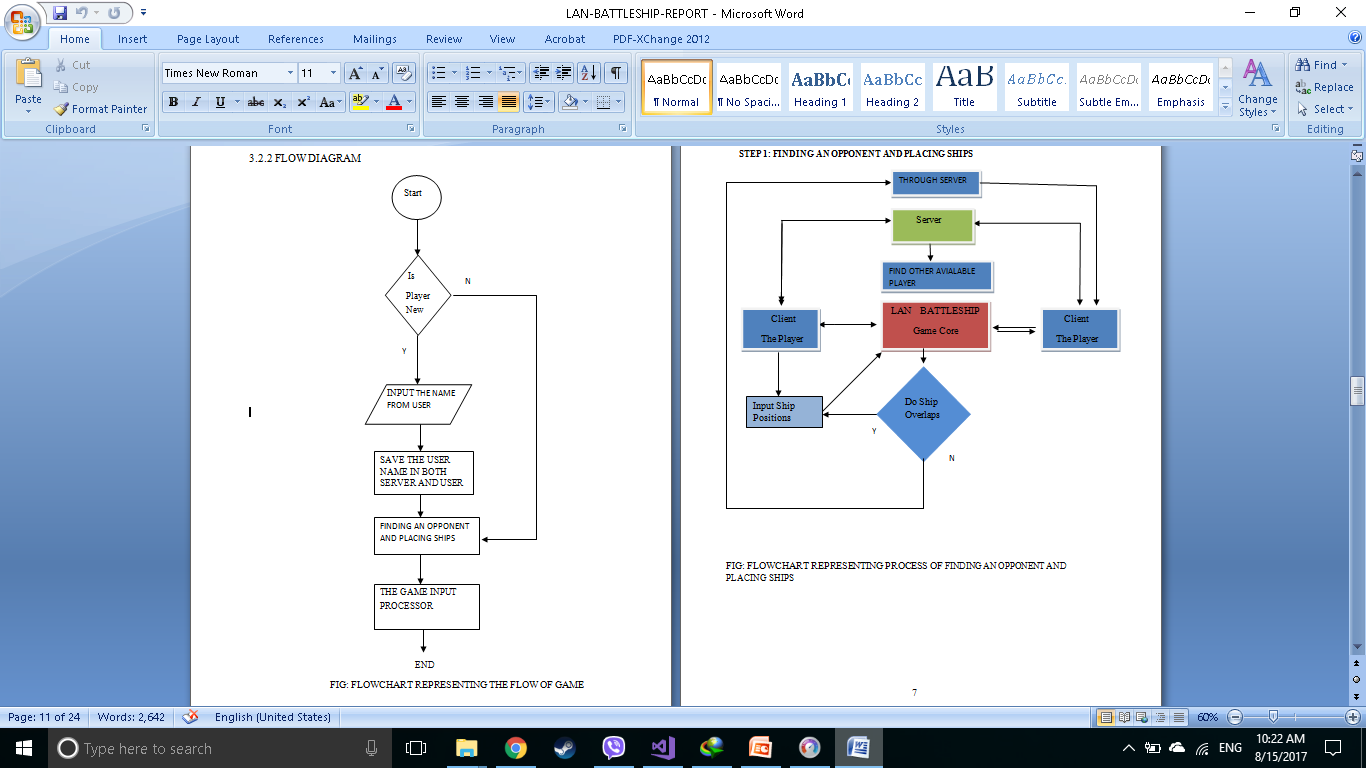 LAN-BATTLESHIP-REPORT - Microsoft Word
Home Insert Page Layout References Mailings Review View Acrobat PDF-XChange 2012
Paste
Cut
Copy
Format Painter
Clipboard
Times New Roman 11
Font
Paragraph
AaBbCcDc AaBbCcDc AaBbC AaBbCc AaB AaBbCc. AaBbCcDc AaBbCcDc
¶ Normal ¶ No Spaci... Heading 1 Heading 2 Title Subtitle Subtle Em... Emphasis
Change
Styles
Styles
Find
Replace
Select
Editing
3.2.2 FLOW DIAGRAM
Start
Is
Player
New
N
Y
INPUT THE NAME
FROM USER
SAVE THE USER
NAME IN BOTH
SERVER AND USER
FINDING AN OPPONENT
AND PLACING SHIPS
THE GAME INPUT
PROCESSOR
END
FIG: FLOWCHART REPRESENTING THE FLOW OF GAME
STEP 1: FINDING AN OPPONENT AND PLACING SHIPS
THROUGH SERVER
Server
FIND OTHER AVIALABLE
PLAYER
Client
The Player
LAN BATTLESHIP
Game Core
Client
The Player
Input Ship
Positions
Do Ship
Overlaps
Y
N
FIG: FLOWCHART REPRESENTING PROCESS OF FINDING AN OPPONENT AND
PLACING SHIPS
7
Page: 11 of 24 Words: 2,642 English (United States) 60%
Type here to search
ENG
10:22 AM
8/15/2017